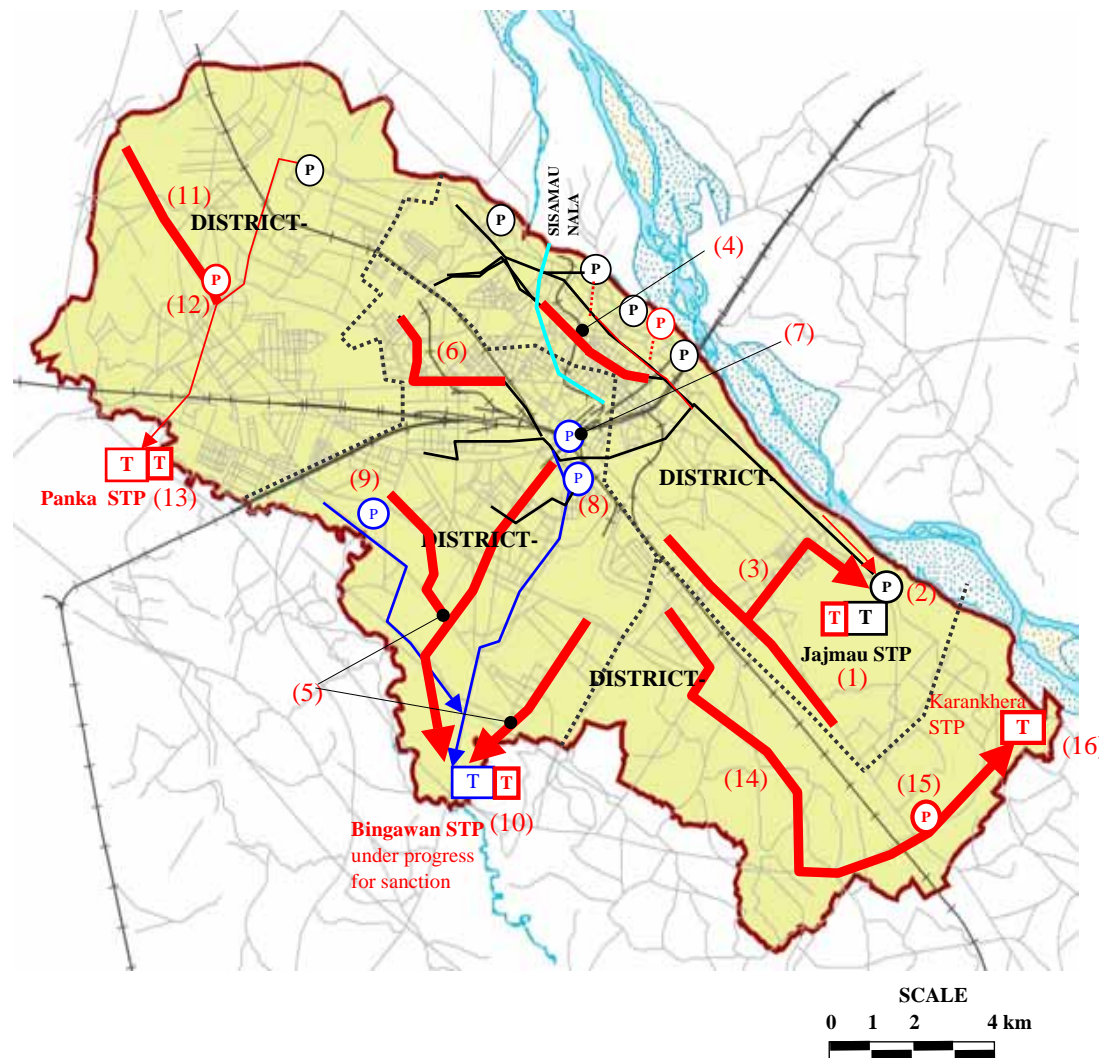 P
SISAMAU
NALA
(11)
DISTRICT-
P
(4)
P
P
(12)
P
P
(7)
P
(6)
P
P
DISTRICT-
T T
Panka STP (13)
(9)
P
(8)
P
DISTRICT-
(3)
P
(2)
T T
Jajmau STP
(1)
(5)
DISTRICT-
Karankhera
STP
T
(16)
(14)
(15)
P
T T
Bingawan STP (10)
under progress
for sanction
SCALE
0 1 2 4 km